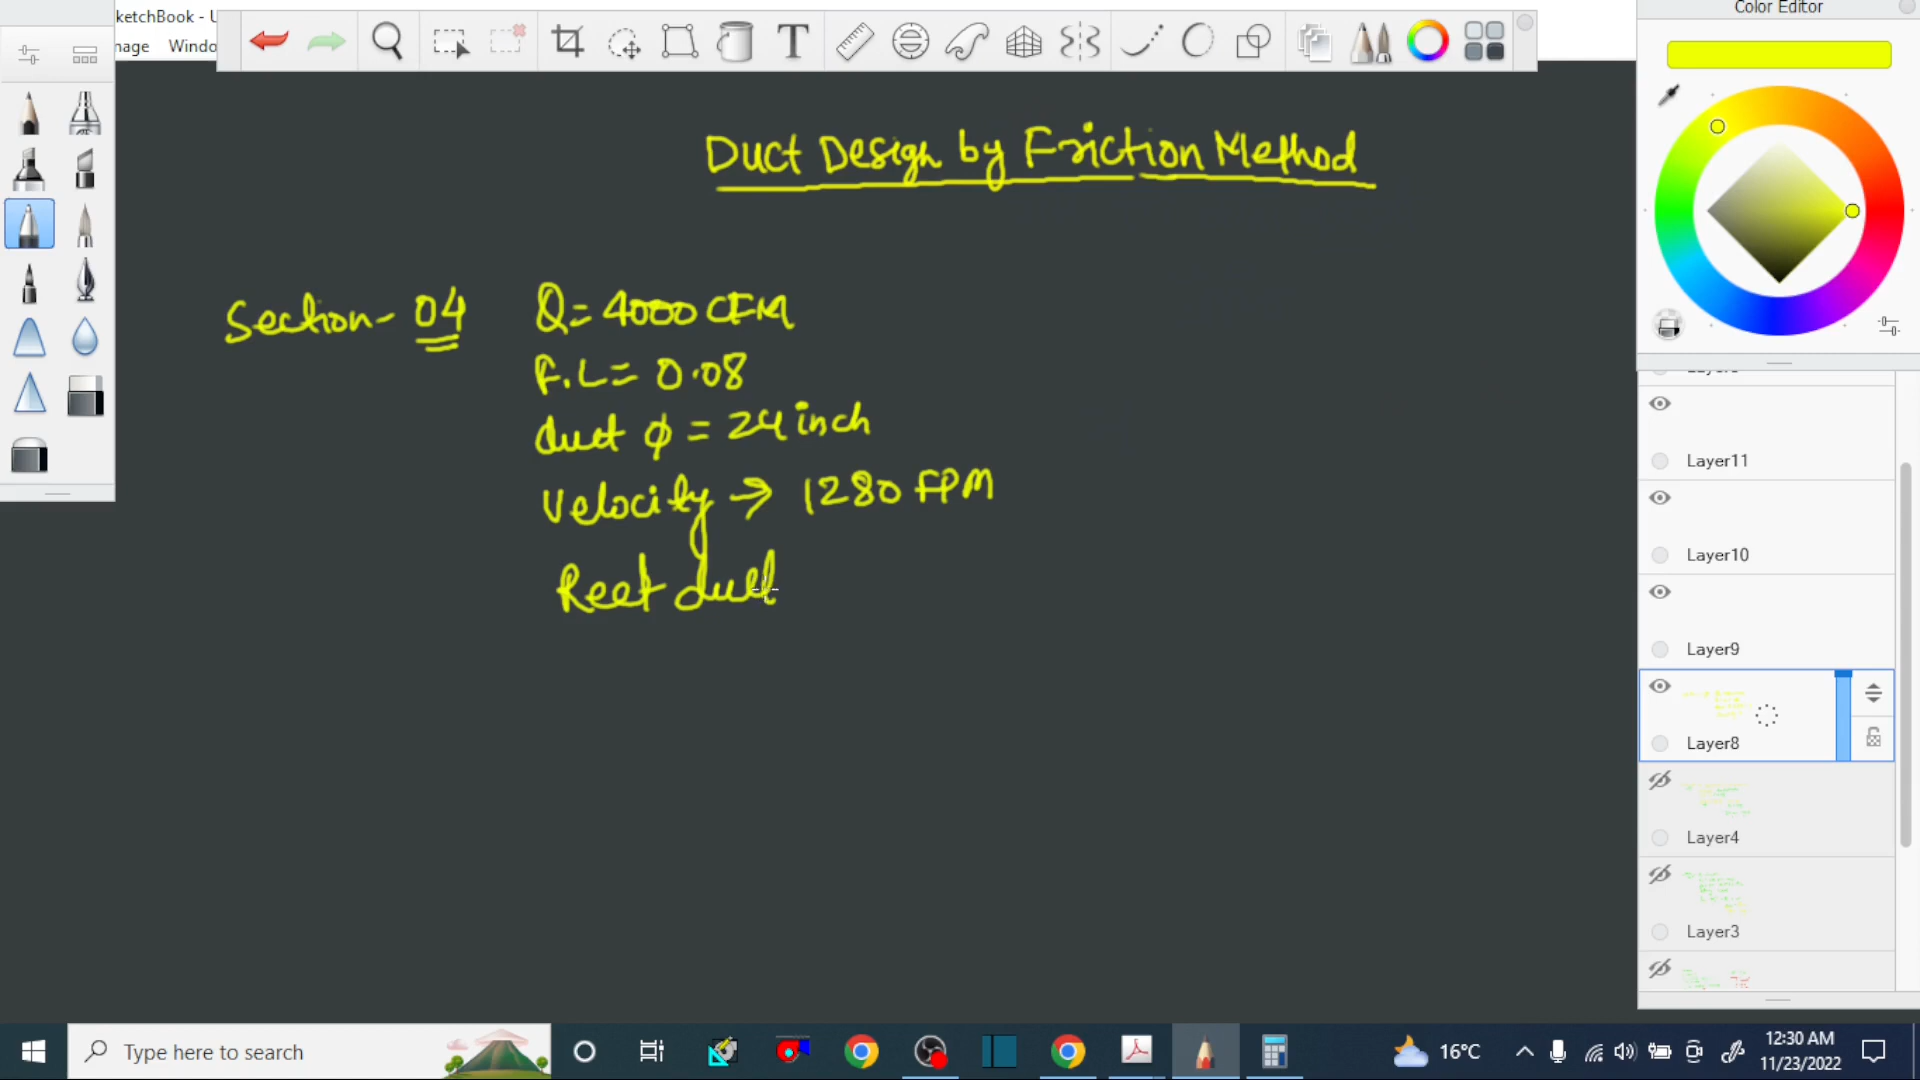 ketchBook - U
mage Windo
Color Editor
Duct Design by Friction Method
Section - 04 Q = 4000 CFM
F.L = 0.08
duct φ = 24 inch
Velocity → 1280 FPM
Rect duct
Layer11
Layer10
Layer9
Layer8
Layer4
Layer3
Type here to search
16°C
12:30 AM
11/23/2022